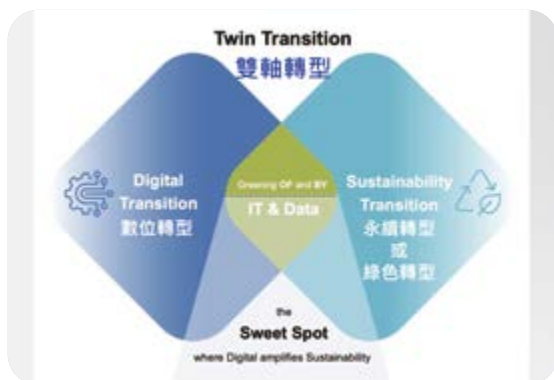 Twin Transition
雙軸轉型
Digital
Transition
數位轉型
Greening OF and BY
IT & Data
Sustainability
Transition
永續轉型
或
綠色轉型
the
Sweet Spot
where Digital amplifies Sustainability